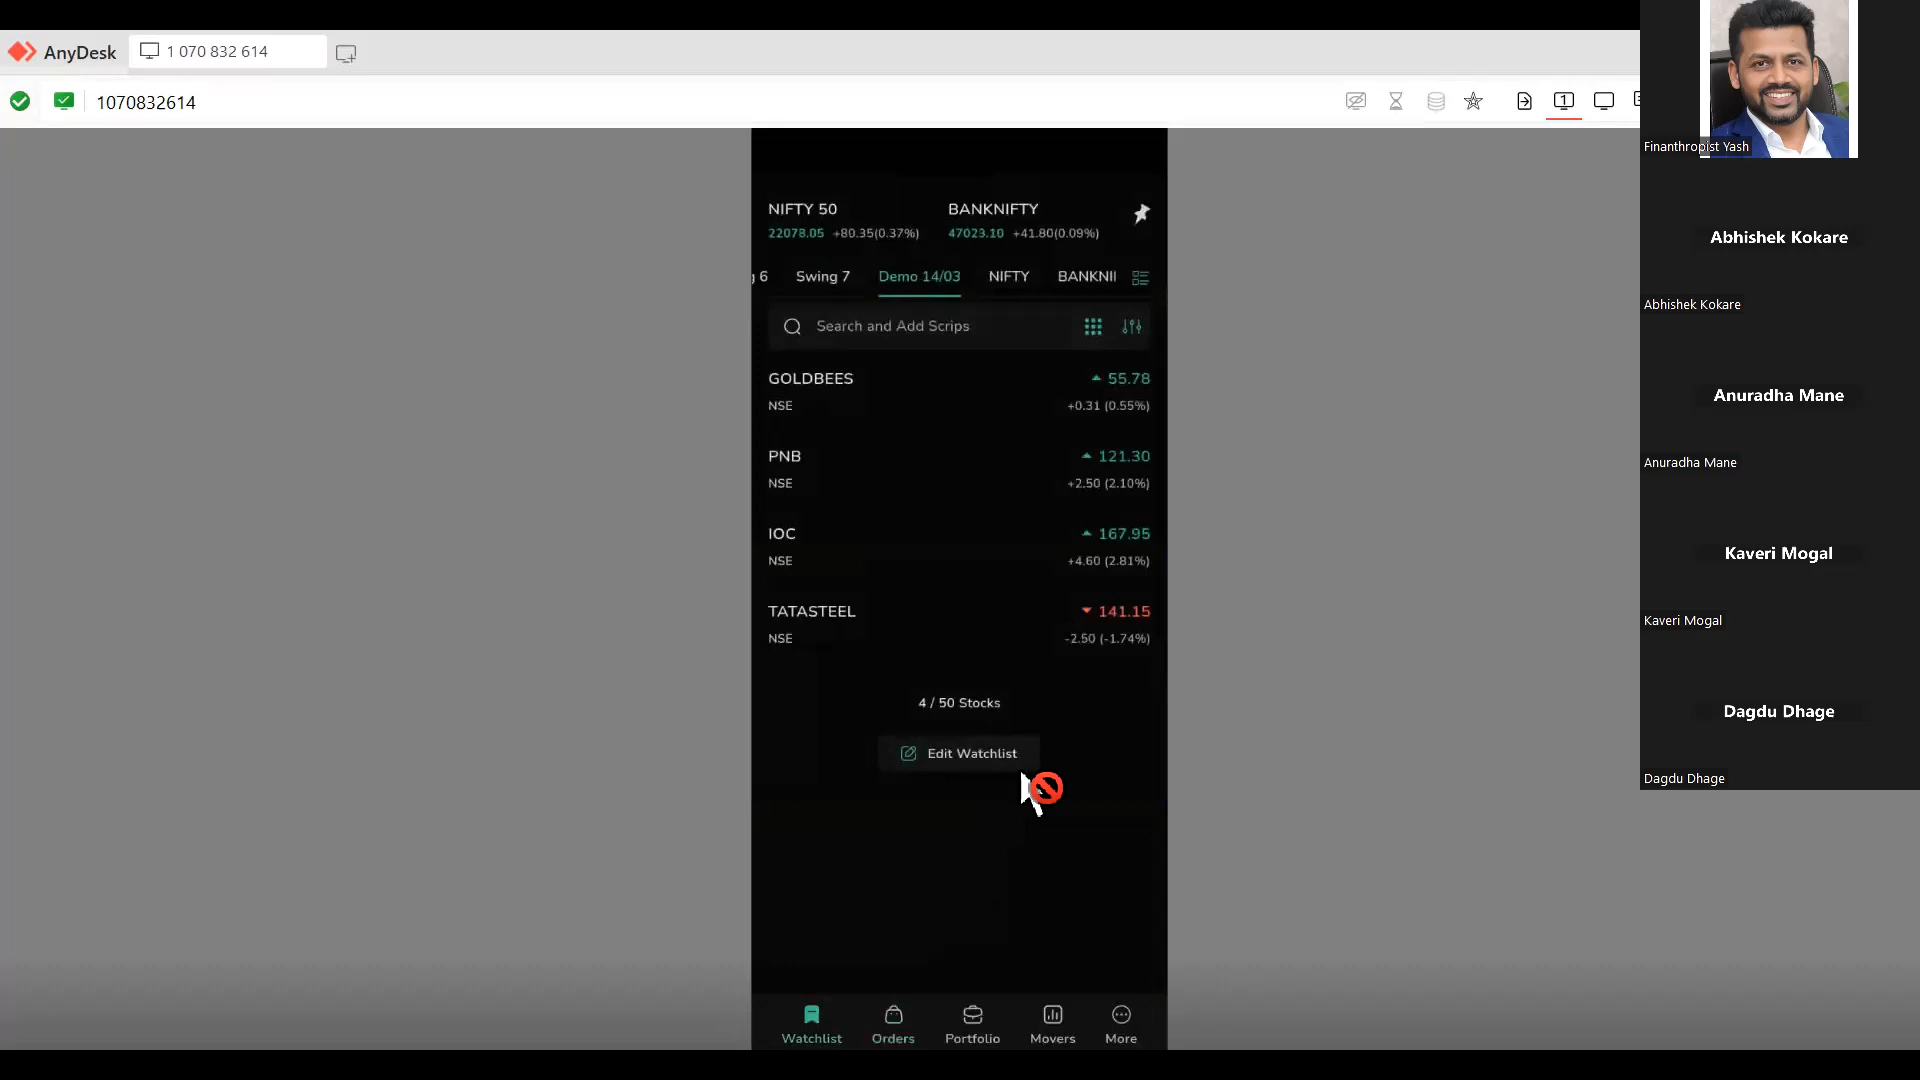 AnyDesk
1 070 832 614
1070832614
1
Finanthropist Yash
NIFTY 50
22078.05 +80.35(0.37%)
BANKNIFTY
47023.10 +41.80(0.09%)
g 6 Swing 7 Demo 14/03 NIFTY BANKNII
Search and Add Scrips
GOLDBEES 55.78
NSE +0.31 (0.55%)
PNB 121.30
NSE +2.50 (2.10%)
IOC 167.95
NSE +4.60 (2.81%)
TATASTEEL 141.15
NSE -2.50 (-1.74%)
4 / 50 Stocks
Edit Watchlist
Watchlist Orders Portfolio Movers More
Abhishek Kokare
Abhishek Kokare
Anuradha Mane
Anuradha Mane
Kaveri Mogal
Kaveri Mogal
Dagdu Dhage
Dagdu Dhage